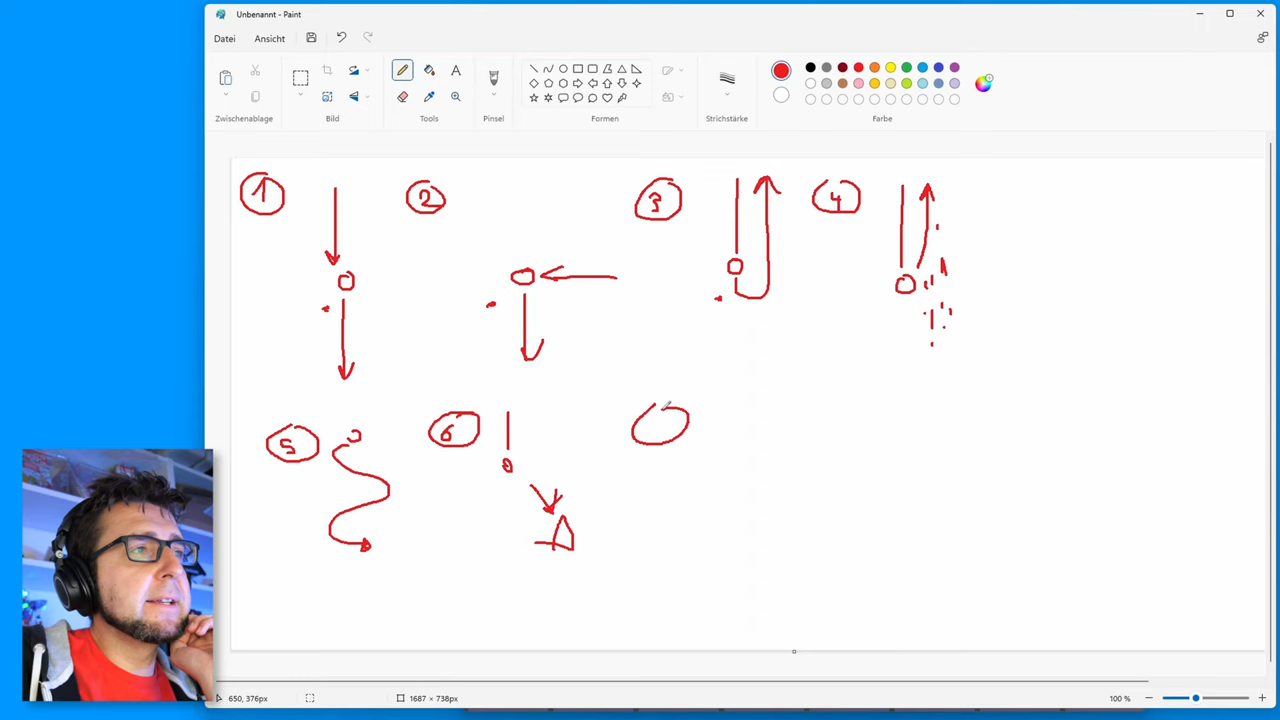 Unbenannt - Paint
Datei Ansicht
Zwischenablage
Bild
Tools
Pinsel
Formen
Strichstärke
Farbe
1 2 3 4
5 6
650, 376px
1687 × 738px
100 %